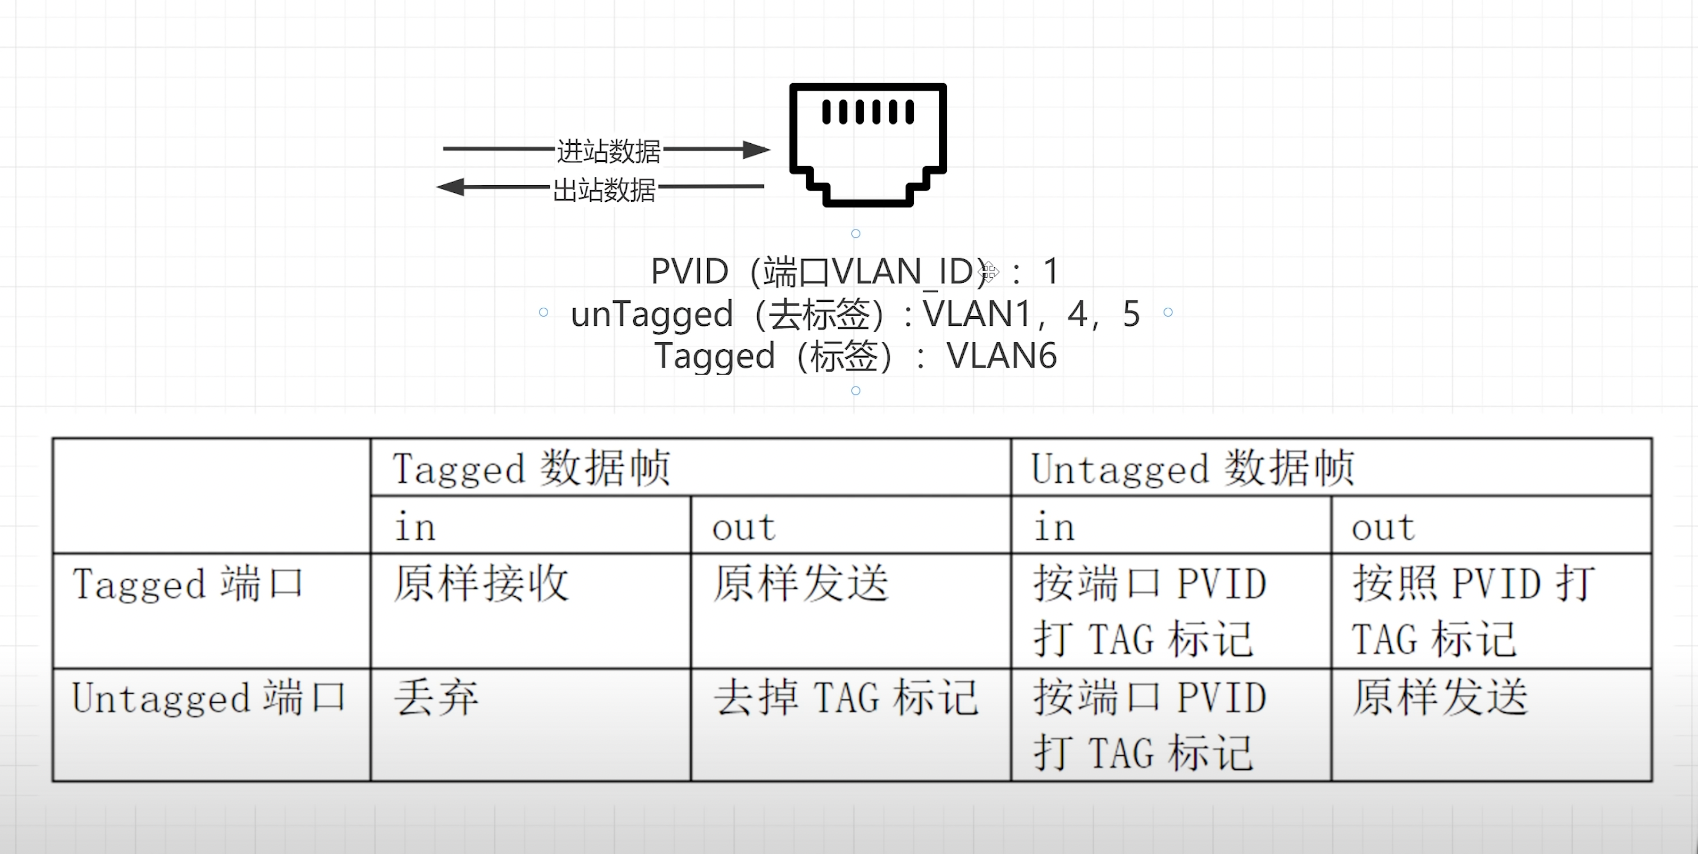 进站数据
出站数据
PVID（端口VLAN_ID）：1
unTagged（去标签）: VLAN1，4，5
Tagged（标签）：VLAN6
Tagged 数据帧
Untagged 数据帧
in
out
in
out
Tagged 端口
原样接收
原样发送
按端口 PVID
打 TAG 标记
按照 PVID 打
TAG 标记
Untagged 端口
丢弃
去掉 TAG 标记
按端口 PVID
打 TAG 标记
原样发送